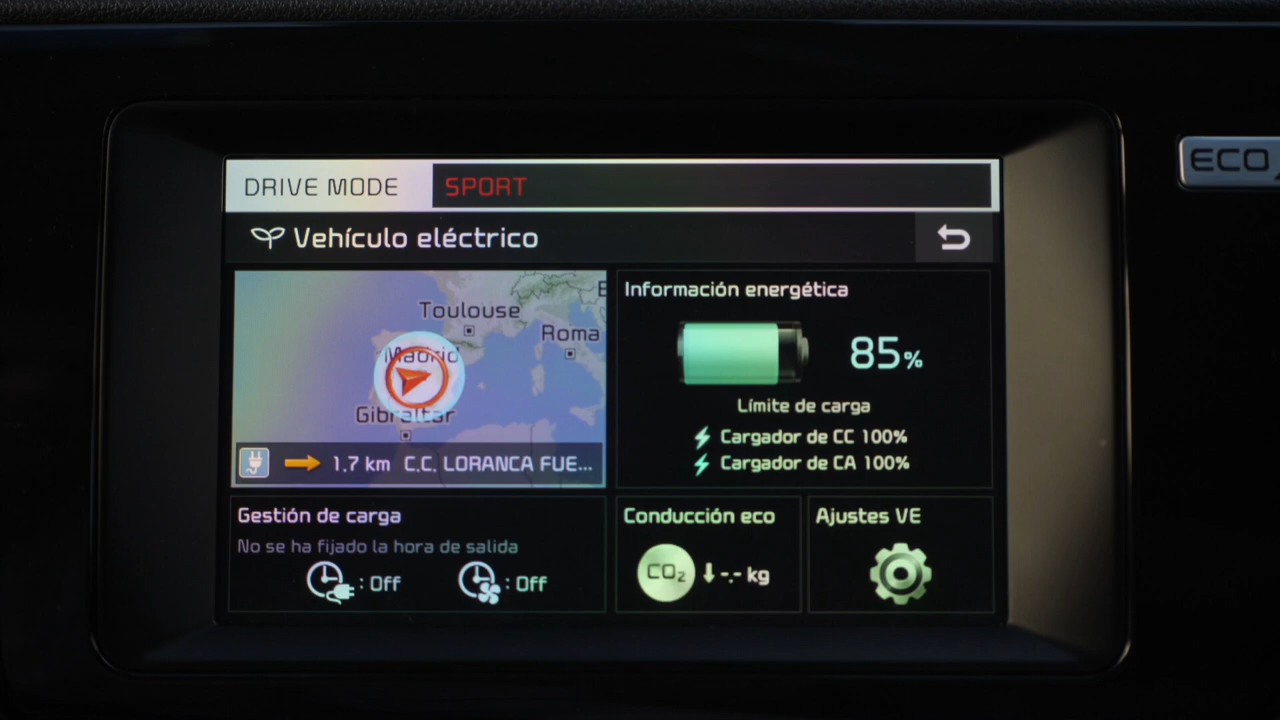 DRIVE MODE SPORT
ECO
Vehículo eléctrico
Toulouse
Roma
Madrid
Gibraltar
1.7 km C.C. LORANCA FUE...
Información energética
85%
Límite de carga
Cargador de CC 100%
Cargador de CA 100%
Gestión de carga
No se ha fijado la hora de salida
: Off : Off
Conducción eco
CO₂ -.- kg
Ajustes VE